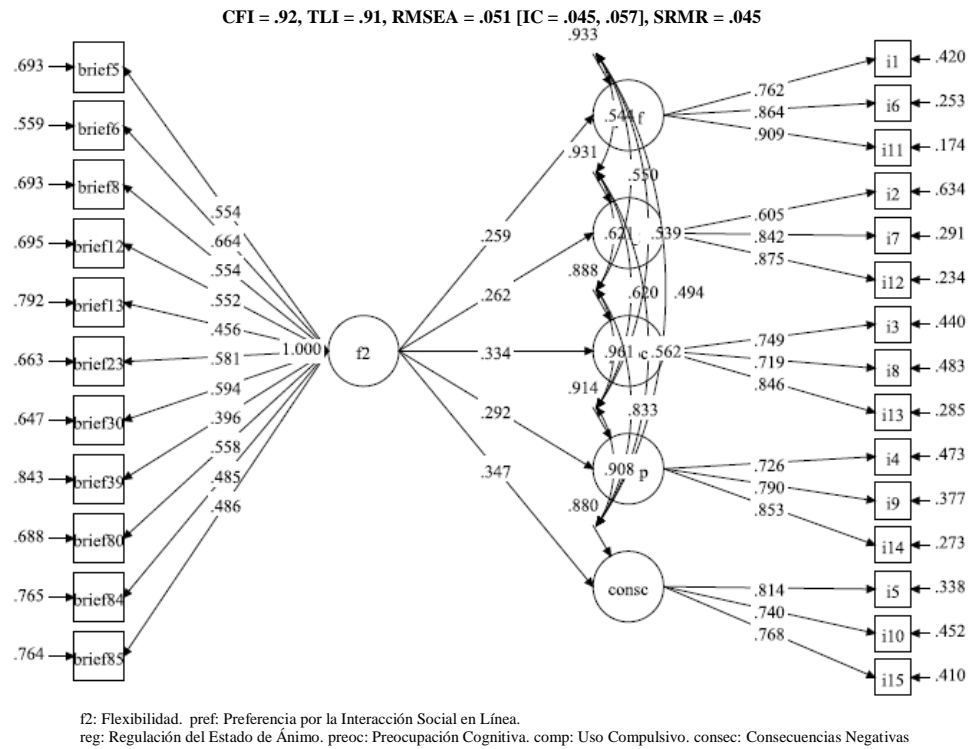 CFI = .92, TLI = .91, RMSEA = .051 [IC = .045, .057], SRMR = .045
.693 brief5
.559 brief6
.693 brief8
.695 brief12
.792 brief13
.663 brief23
.647 brief30
.843 brief39
.688 brief80
.765 brief84
.764 brief85
.554
.664
.554
.552
.456
.581
.594
.396
.558
.485
.486
1.000 f2
.259
.262
.334
.292
.347
.933
.931
.888
.914
.880
.544
.621
.961
.908
.550
.620
.833
.539
.562
.494
f
c
p
consc
.762
.864
.909
.605
.842
.875
.749
.719
.846
.726
.790
.853
.814
.740
.768
i1 .420
i6 .253
i11 .174
i2 .634
i7 .291
i12 .234
i3 .440
i8 .483
i13 .285
i4 .473
i9 .377
i14 .273
i5 .338
i10 .452
i15 .410
f2: Flexibilidad. pref: Preferencia por la Interacción Social en Línea.
reg: Regulación del Estado de Ánimo. preoc: Preocupación Cognitiva. comp: Uso Compulsivo. consec: Consecuencias Negativas